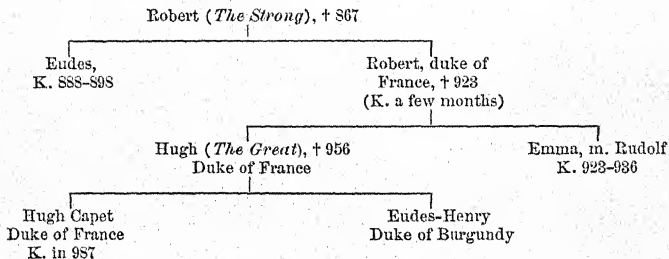 Robert (The Strong), † 867
Eudes,
K. 888-898
Robert, duke of
France, † 923
(K. a few months)
Hugh (The Great), † 956
Duke of France
Emma, m. Rudolf
K. 923-936
Hugh Capet
Duke of France
K. in 987
Eudes-Henry
Duke of Burgundy